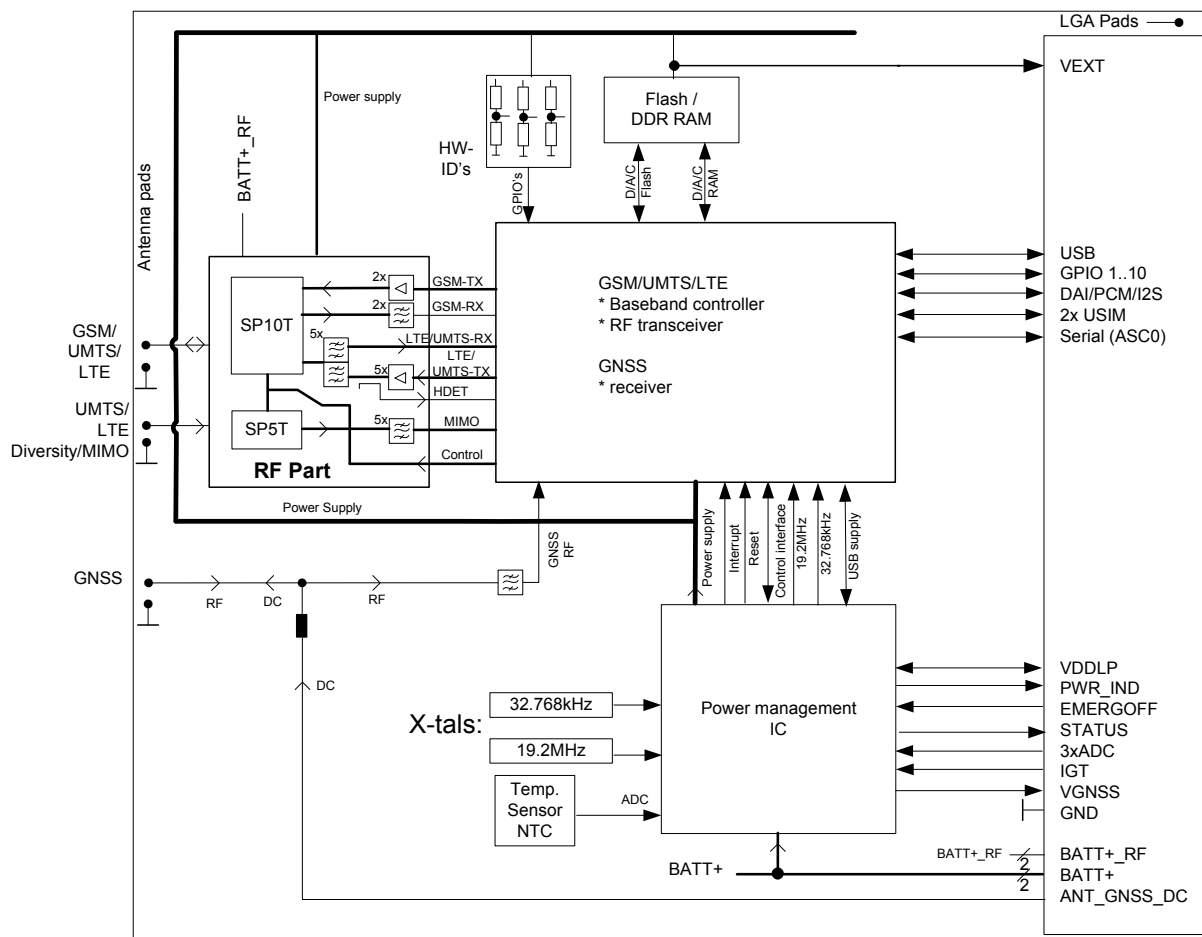 LGA Pads
VEXT
Power supply
Flash /
DDR RAM
HW-
ID's
BATT+_RF
Antenna pads
GPIO's
D/A/C
Flash
D/A/C
RAM
GSM/UMTS/LTE
* Baseband controller
* RF transceiver
GNSS
* receiver
USB
GPIO 1..10
DAI/PCM/I2S
2x USIM
Serial (ASC0)
SP10T
2x
GSM-TX
2x
GSM-RX
5x
LTE/UMTS-RX
LTE/
UMTS-TX
5x
HDET
SP5T
5x
MIMO
Control
RF Part
GSM/
UMTS/
LTE
UMTS/
LTE
Diversity/MIMO
Power Supply
GNSS
RF
Power supply
Interrupt
Reset
Control interface
19.2MHz
32.768kHz
USB supply
GNSS
RF
DC
RF
DC
X-tals:
32.768kHz
19.2MHz
Temp.
Sensor
NTC
ADC
Power management
IC
VDDLP
PWR_IND
EMERGOFF
STATUS
3xADC
IGT
VGNSS
GND
BATT+_RF
2
BATT+_RF
BATT+
2
BATT+
ANT_GNSS_DC